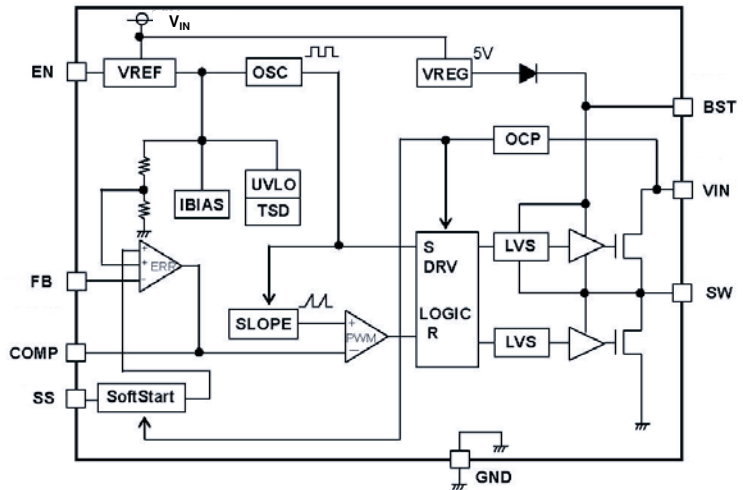 VIN
EN
VREF
OSC
5V
VREG
BST
OCP
IBIAS
UVLO
TSD
VIN
+
+
-
ERR
S
DRV
LOGIC
R
LVS
FB
SW
SLOPE
+
PWM
-
LVS
COMP
SS
SoftStart
GND